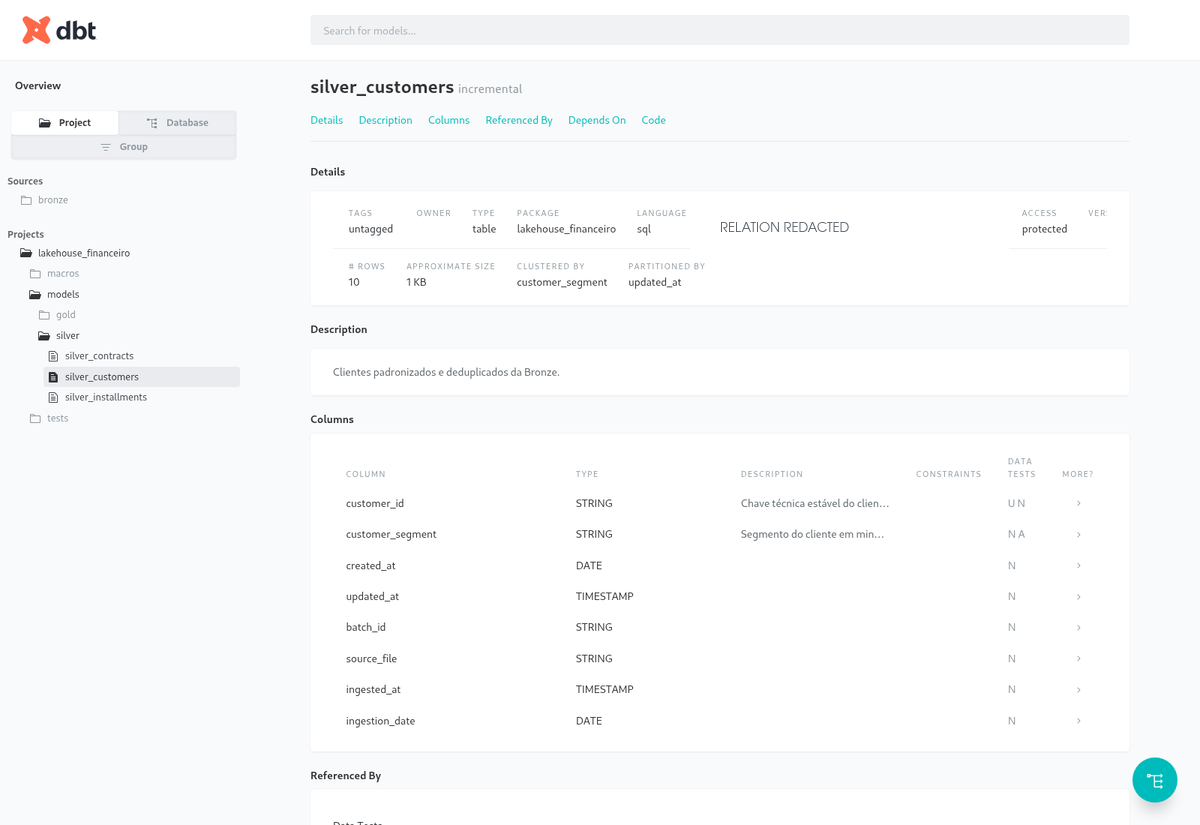 dbt
Search for models...
Overview
Project
Database
Group
Sources
bronze
Projects
lakehouse_financeiro
macros
models
gold
silver
silver_contracts
silver_customers
silver_installments
tests
silver_customers incremental
Details Description Columns Referenced By Depends On Code
Details
TAGS OWNER TYPE PACKAGE LANGUAGE ACCESS
untagged table lakehouse_financeiro sql RELATION REDACTED protected
# ROWS APPROXIMATE SIZE CLUSTERED BY PARTITIONED BY
10 1 KB customer_segment updated_at
Description
Clientes padronizados e deduplicados da Bronze.
Columns
COLUMN TYPE DESCRIPTION CONSTRAINTS DATA TESTS MORE?
customer_id STRING Chave técnica estável do clien... U N
customer_segment STRING Segmento do cliente em min... N A
created_at DATE N
updated_at TIMESTAMP N
batch_id STRING N
source_file STRING N
ingested_at TIMESTAMP N
ingestion_date DATE N
Referenced By